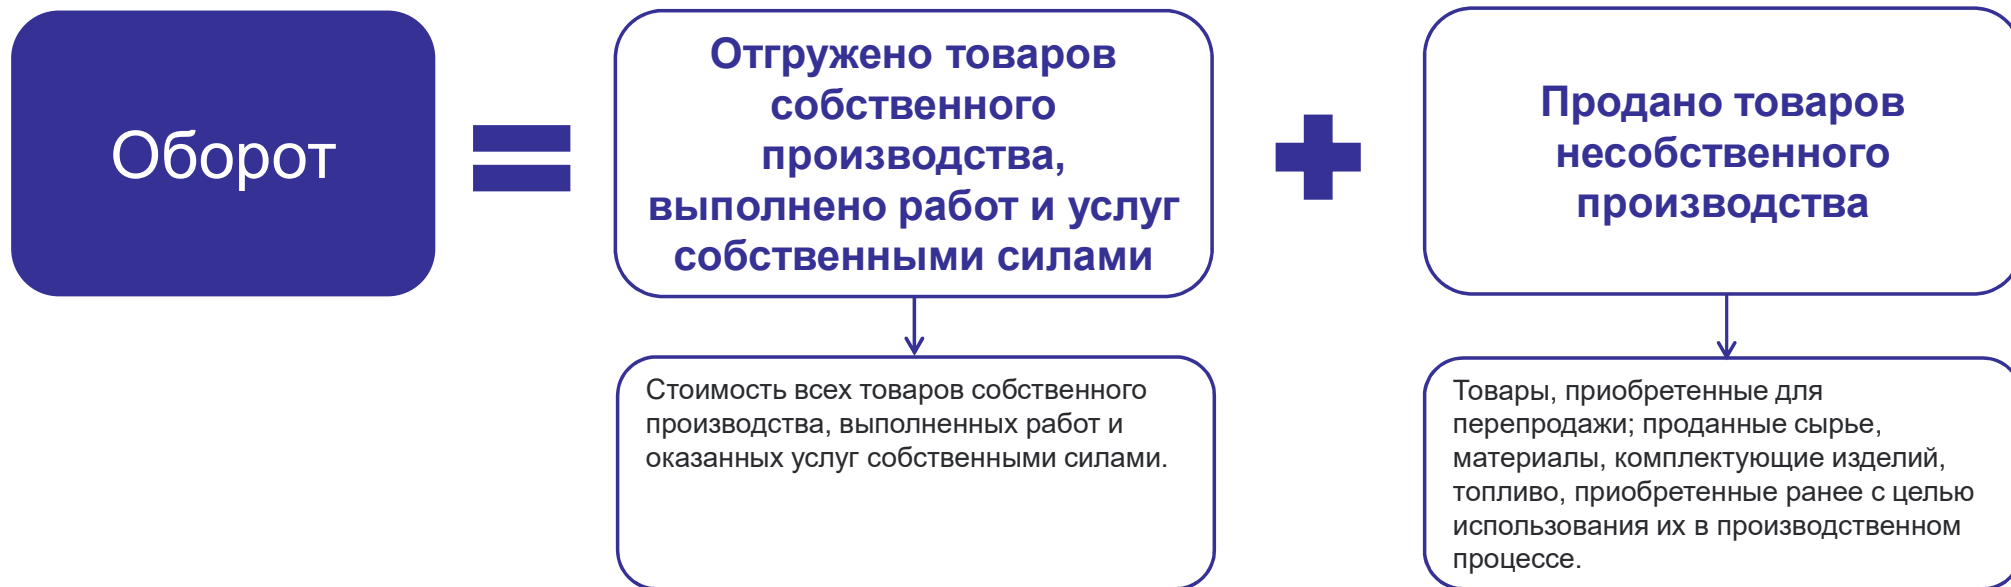 Оборот
Отгружено товаров
собственного
производства,
выполнено работ и услуг
собственными силами
Продано товаров
несобственного
производства
Стоимость всех товаров собственного
производства, выполненных работ и
оказанных услуг собственными силами.
Товары, приобретенные для
перепродажи; проданные сырье,
материалы, комплектующие изделий,
топливо, приобретенные ранее с целью
использования их в производственном
процессе.